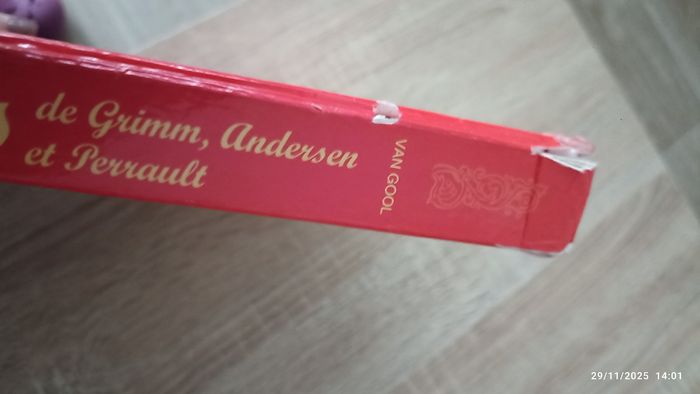 de Grimm, Andersen
et Perrault
VAN GOOL
29/11/2025 14:01